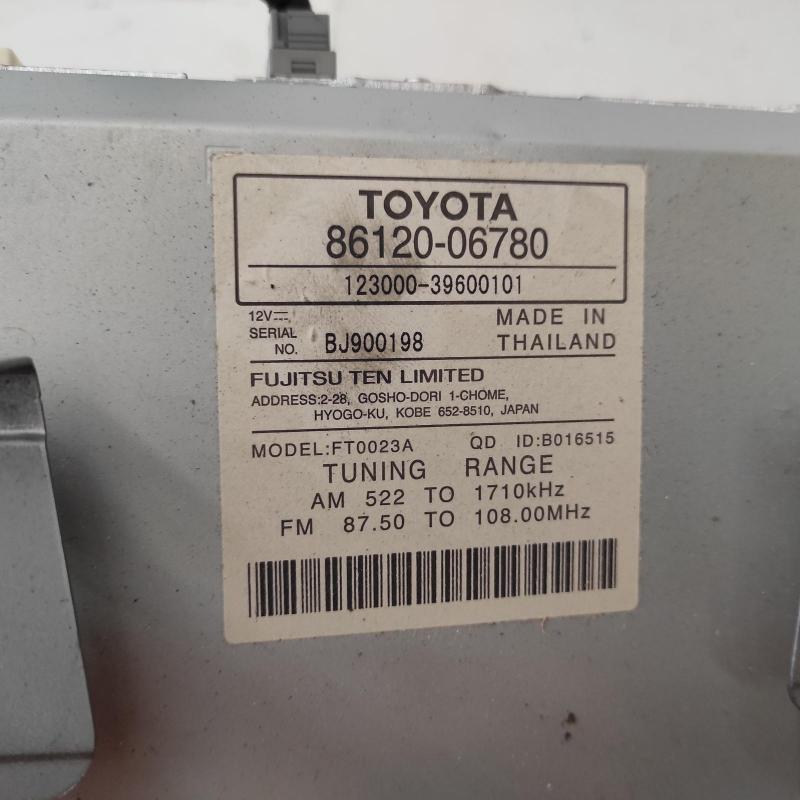 TOYOTA
86120-06780
123000-39600101
12V⎓
SERIAL
NO. BJ900198
MADE IN
THAILAND
FUJITSU TEN LIMITED
ADDRESS:2-28, GOSHO-DORI 1-CHOME,
HYOGO-KU, KOBE 652-8510, JAPAN
MODEL:FT0023A QD ID:B016515
TUNING RANGE
AM 522 TO 1710kHz
FM 87.50 TO 108.00MHz